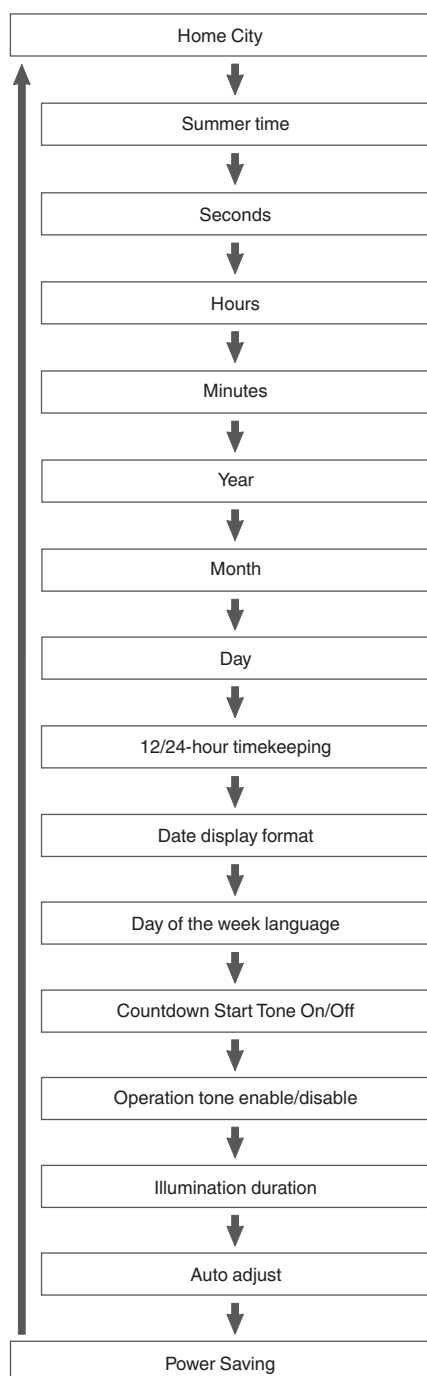 Home City
Summer time
Seconds
Hours
Minutes
Year
Month
Day
12/24-hour timekeeping
Date display format
Day of the week language
Countdown Start Tone On/Off
Operation tone enable/disable
Illumination duration
Auto adjust
Power Saving